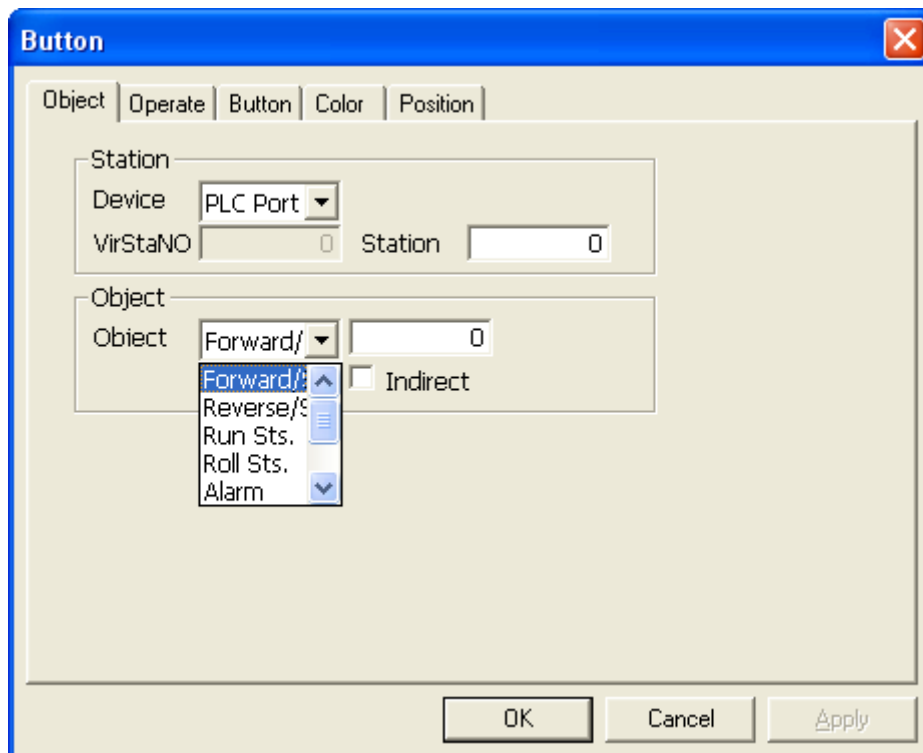 Button
Object Operate Button Color Position
Station
Device PLC Port
VirStaNO 0 Station 0
Object
Object Forward/ 0
Forward/S Indirect
Reverse/S
Run Sts.
Roll Sts.
Alarm
OK Cancel Apply